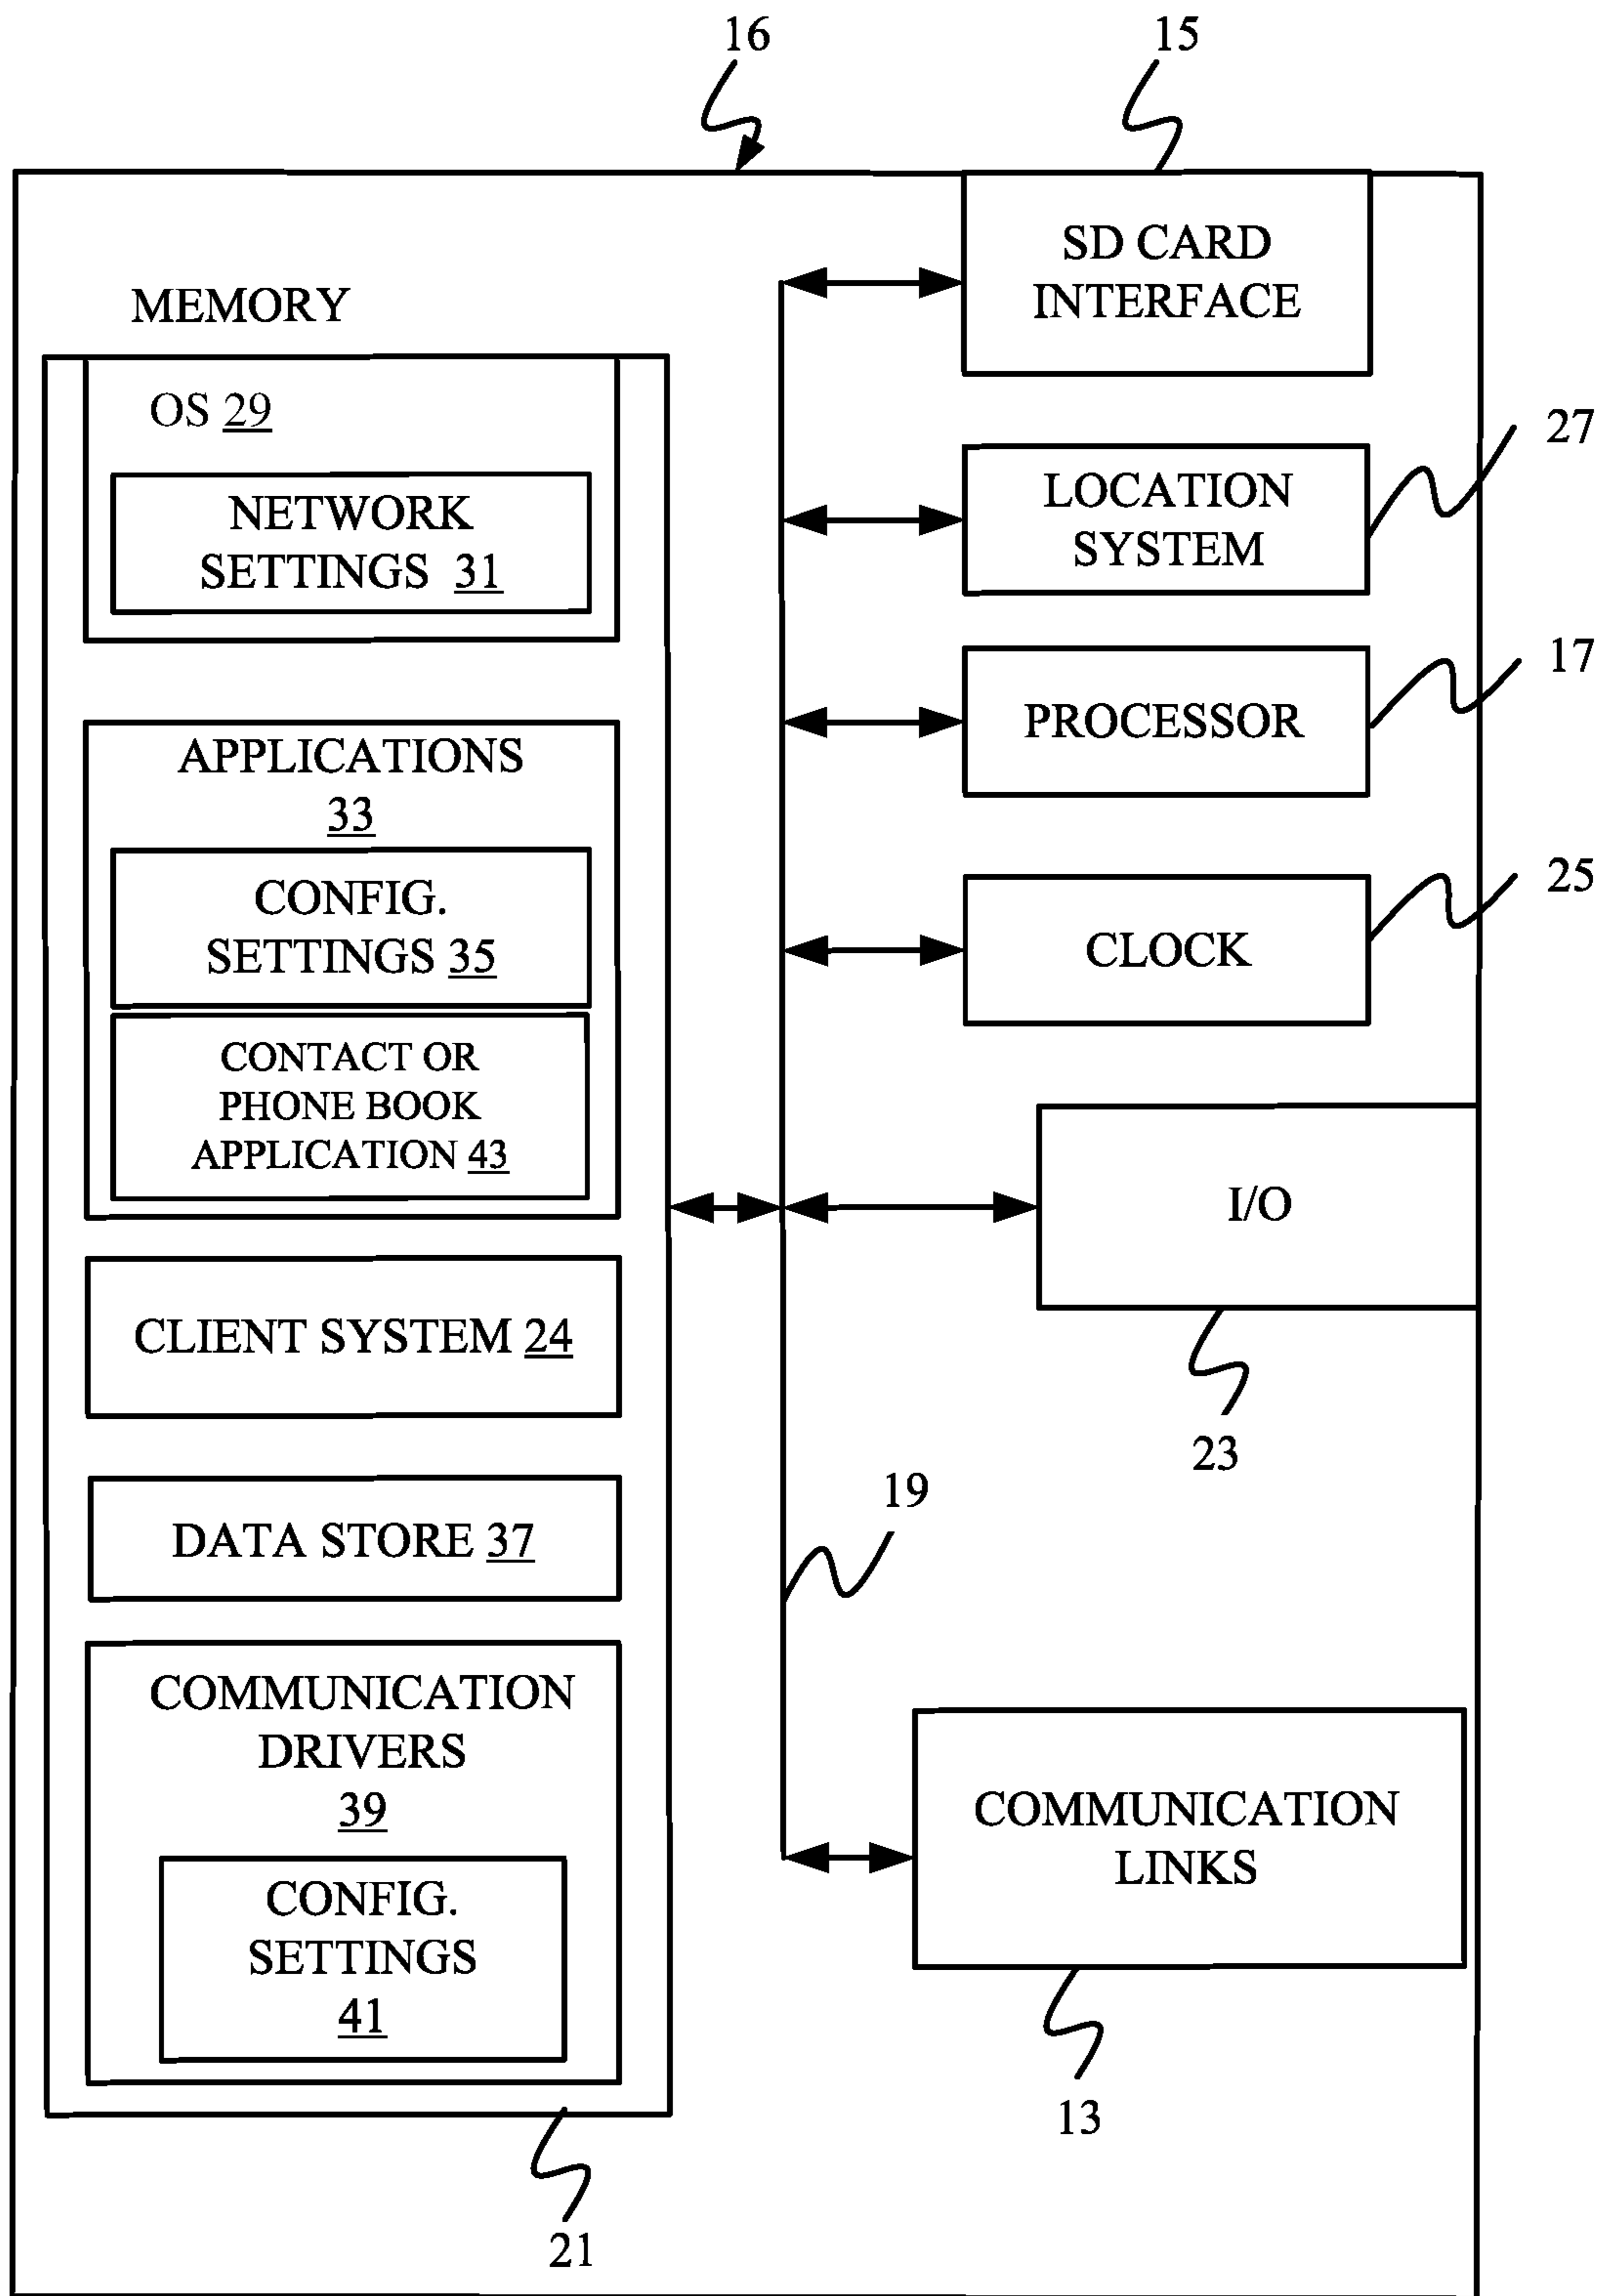 16
15
SD CARD
INTERFACE
MEMORY
OS 29
NETWORK
SETTINGS 31
27
LOCATION
SYSTEM
17
PROCESSOR
APPLICATIONS
33
CONFIG.
SETTINGS 35
25
CLOCK
CONTACT OR
PHONE BOOK
APPLICATION 43
I/O
23
CLIENT SYSTEM 24
19
DATA STORE 37
COMMUNICATION
DRIVERS
39
CONFIG.
SETTINGS
41
COMMUNICATION
LINKS
13
21